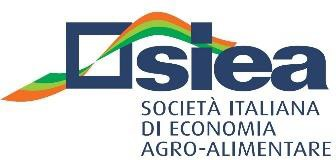 siea
SOCIETÀ ITALIANA
DI ECONOMIA
AGRO-ALIMENTARE